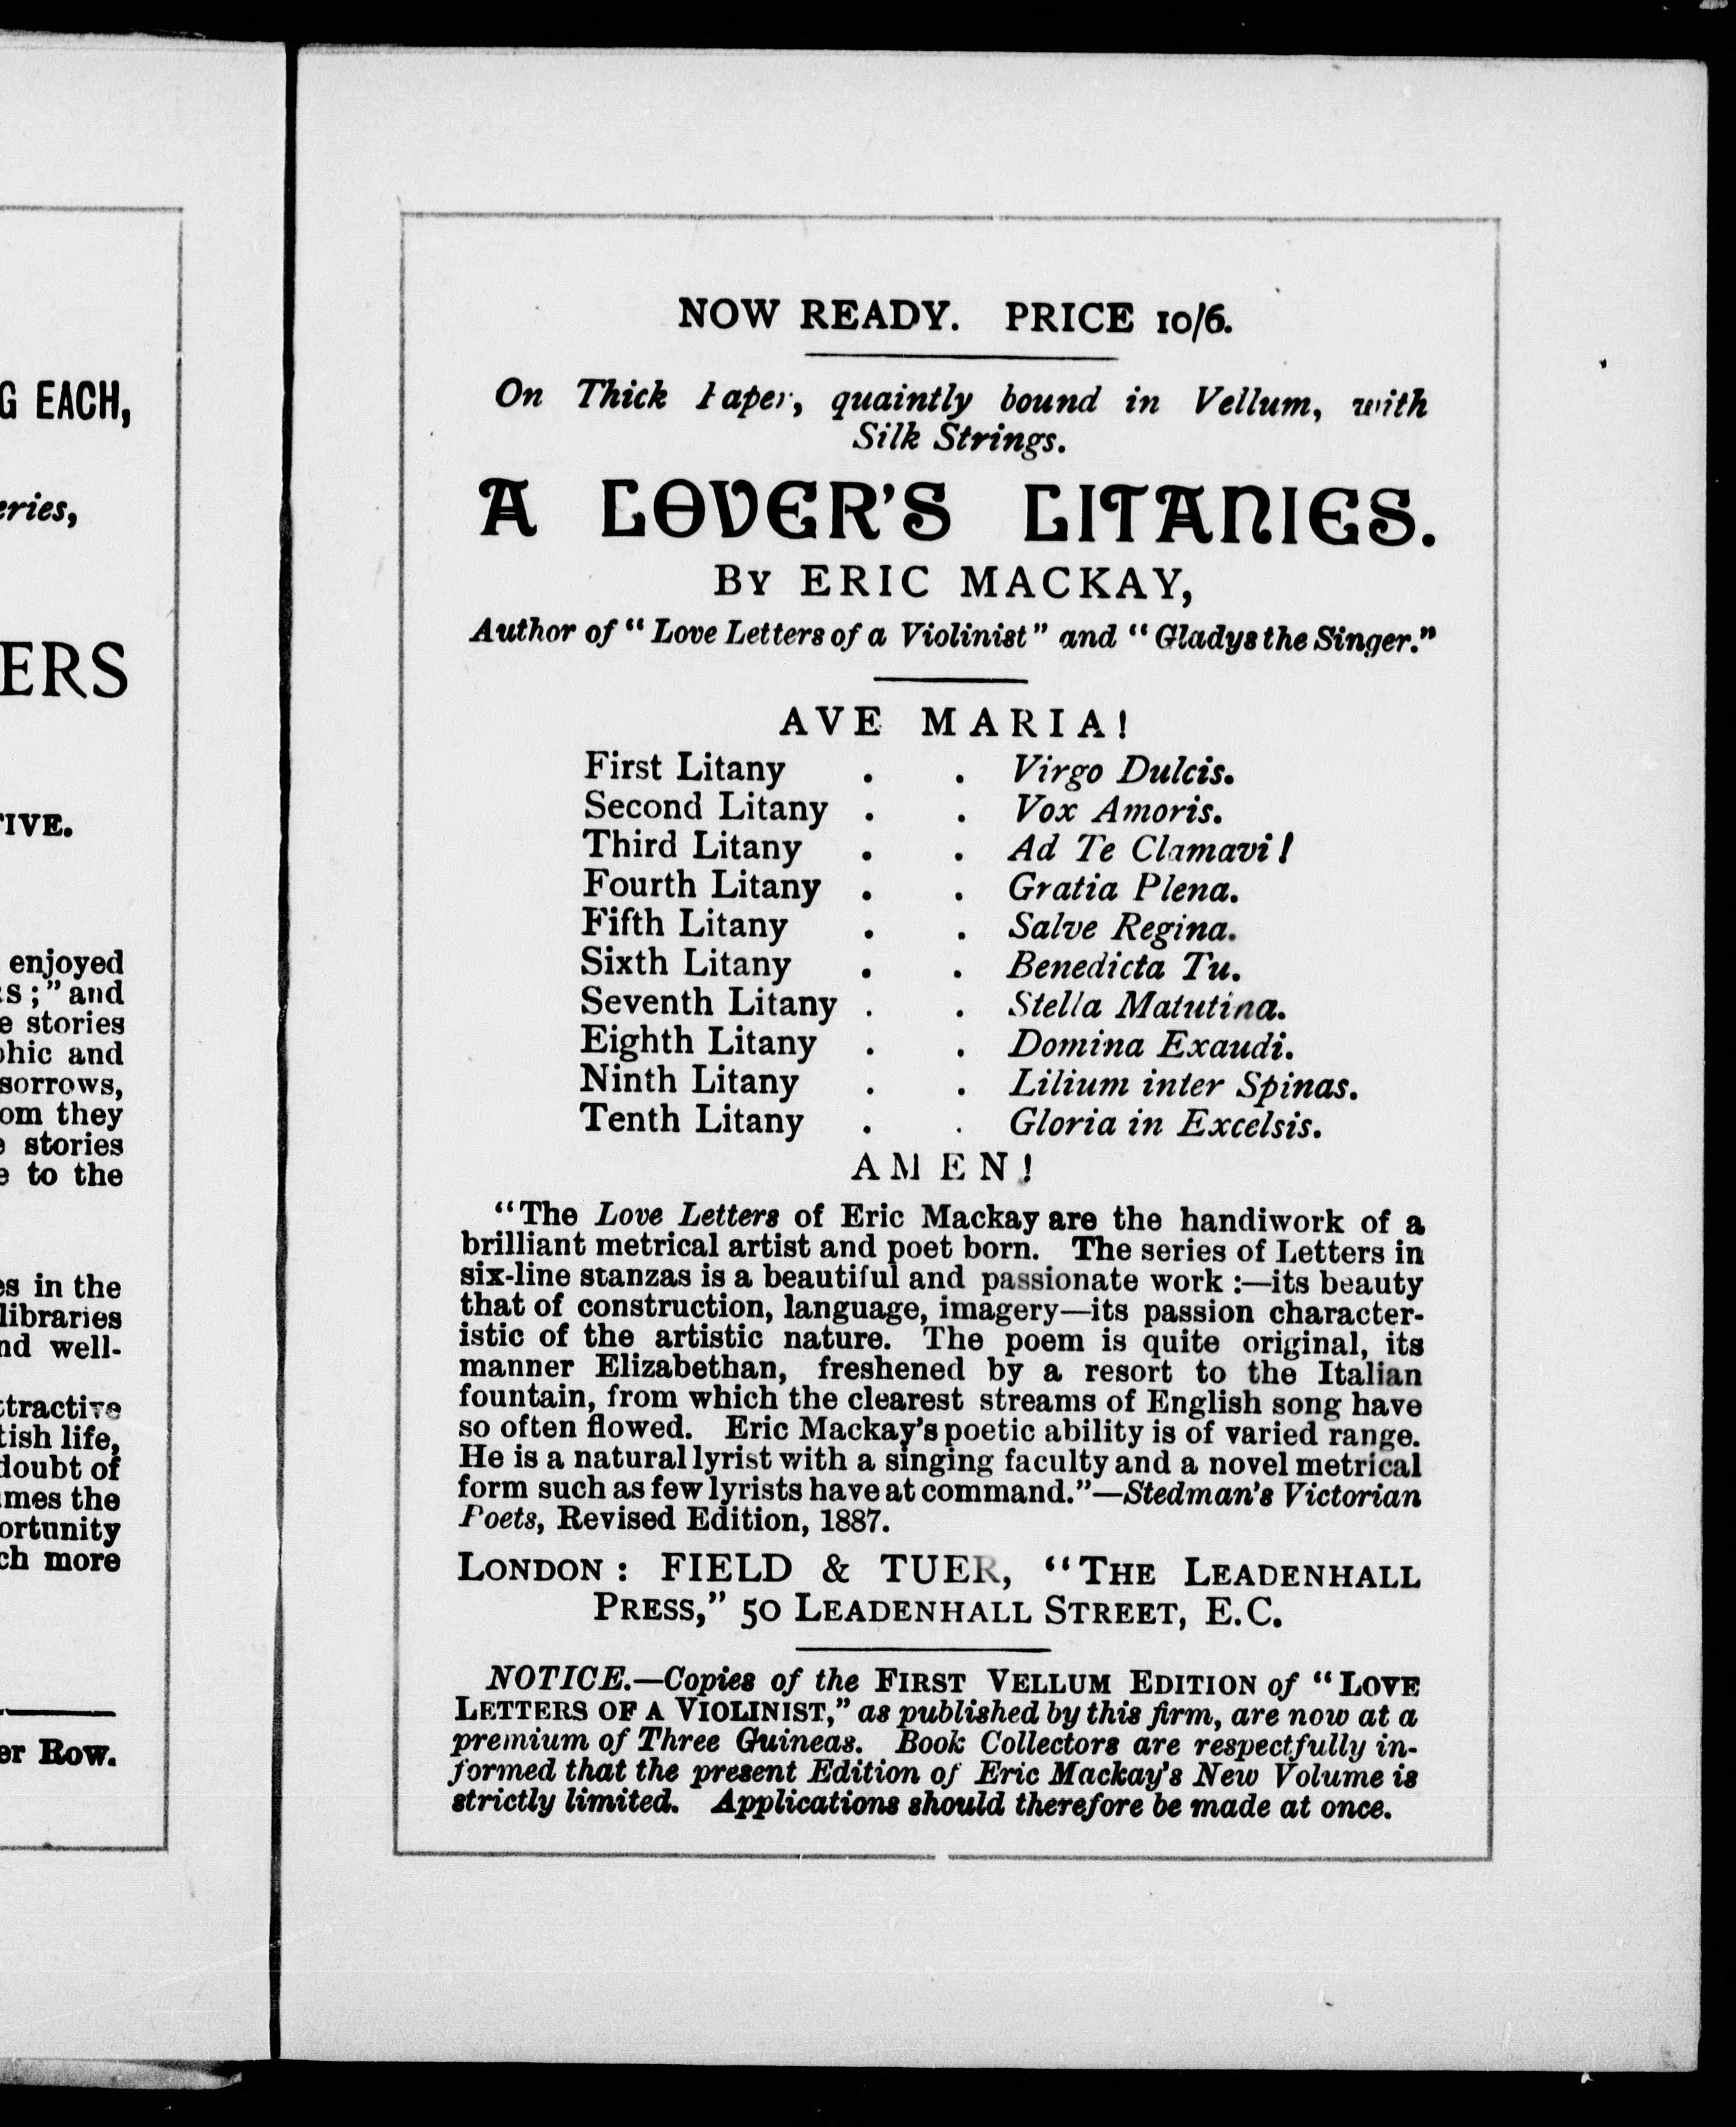 G EACH,
eries,
ERS
IVE.
enjoyed
S;" and
e stories
phic and
sorrows,
om they
stories
e to the
es in the
libraries
nd well-
ttractive
tish life,
doubt of
mes the
ortunity
ch more
er Row.
NOW READY. PRICE 10/6.
On Thick Paper, quaintly bound in Vellum, with
Silk Strings.
A LOVER'S LITANIES.
BY ERIC MACKAY,
Author of "Love Letters of a Violinist" and "Gladys the Singer."
AVE MARIA!
First Litany . . Virgo Dulcis.
Second Litany . . Vox Amoris.
Third Litany . . Ad Te Clamavi!
Fourth Litany . . Gratia Plena.
Fifth Litany . . Salve Regina.
Sixth Litany . . Benedicta Tu.
Seventh Litany . . Stella Matutina.
Eighth Litany . . Domina Exaudi.
Ninth Litany . . Lilium inter Spinas.
Tenth Litany . . Gloria in Excelsis.
AMEN!
"The Love Letters of Eric Mackay are the handiwork of a
brilliant metrical artist and poet born. The series of Letters in
six-line stanzas is a beautiful and passionate work :—its beauty
that of construction, language, imagery—its passion character-
istic of the artistic nature. The poem is quite original, its
manner Elizabethan, freshened by a resort to the Italian
fountain, from which the clearest streams of English song have
so often flowed. Eric Mackay's poetic ability is of varied range.
He is a natural lyrist with a singing faculty and a novel metrical
form such as few lyrists have at command."—Stedman's Victorian
Poets, Revised Edition, 1887.
LONDON: FIELD & TUER, "THE LEADENHALL
PRESS," 50 LEADENHALL STREET, E.C.
NOTICE.—Copies of the FIRST VELLUM EDITION of "LOVE
LETTERS OF A VIOLINIST," as published by this firm, are now at a
premium of Three Guineas. Book Collectors are respectfully in-
formed that the present Edition of Eric Mackay's New Volume is
strictly limited. Applications should therefore be made at once.